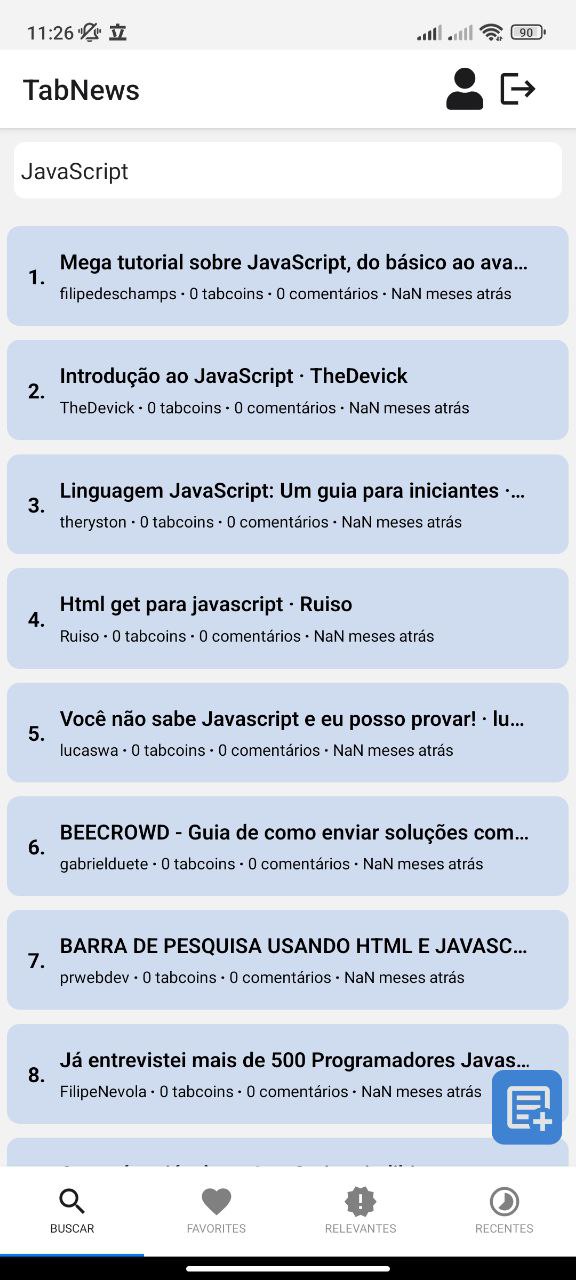 11:26
90
TabNews
JavaScript
1.
Mega tutorial sobre JavaScript, do básico ao ava...
filipedeschamps · 0 tabcoins · 0 comentários · NaN meses atrás
2.
Introdução ao JavaScript · TheDevick
TheDevick · 0 tabcoins · 0 comentários · NaN meses atrás
3.
Linguagem JavaScript: Um guia para iniciantes ·...
theryston · 0 tabcoins · 0 comentários · NaN meses atrás
4.
Html get para javascript · Ruiso
Ruiso · 0 tabcoins · 0 comentários · NaN meses atrás
5.
Você não sabe Javascript e eu posso provar! · lu...
lucaswa · 0 tabcoins · 0 comentários · NaN meses atrás
6.
BEECROWD - Guia de como enviar soluções com...
gabrielduete · 0 tabcoins · 0 comentários · NaN meses atrás
7.
BARRA DE PESQUISA USANDO HTML E JAVASC...
prwebdev · 0 tabcoins · 0 comentários · NaN meses atrás
8.
Já entrevistei mais de 500 Programadores Javas...
FilipeNevola · 0 tabcoins · 0 comentários · NaN meses atrás
BUSCAR
FAVORITES
RELEVANTES
RECENTES